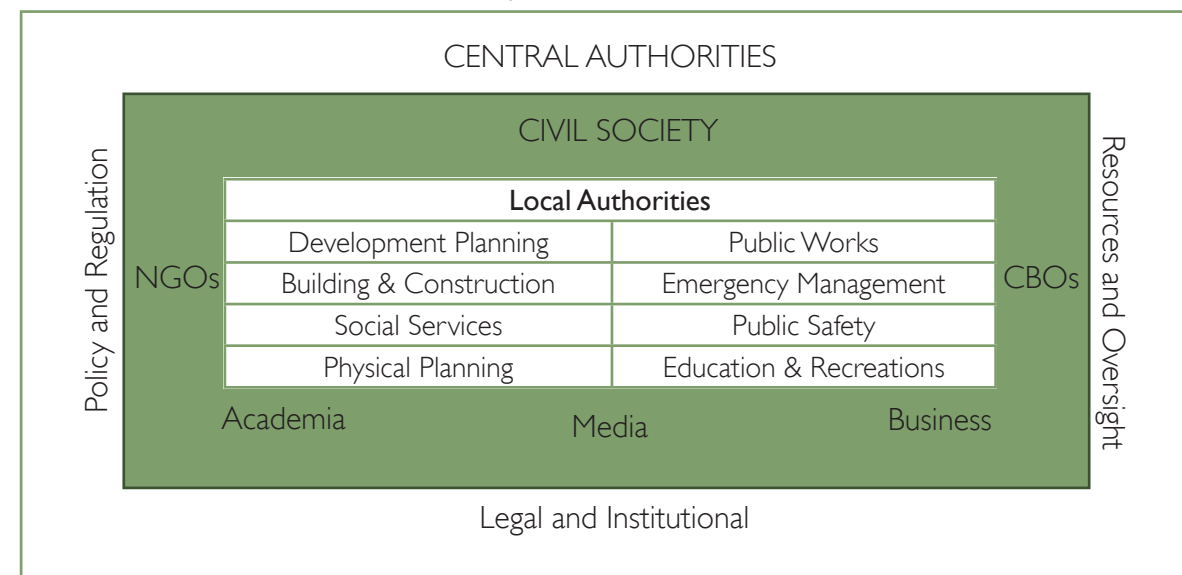 CENTRAL AUTHORITIES
CIVIL SOCIETY
Policy and Regulation
Resources and Oversight
Local Authorities
Development Planning Public Works
NGOs Building & Construction Emergency Management CBOs
Social Services Public Safety
Physical Planning Education & Recreations
Academia Media Business
Legal and Institutional